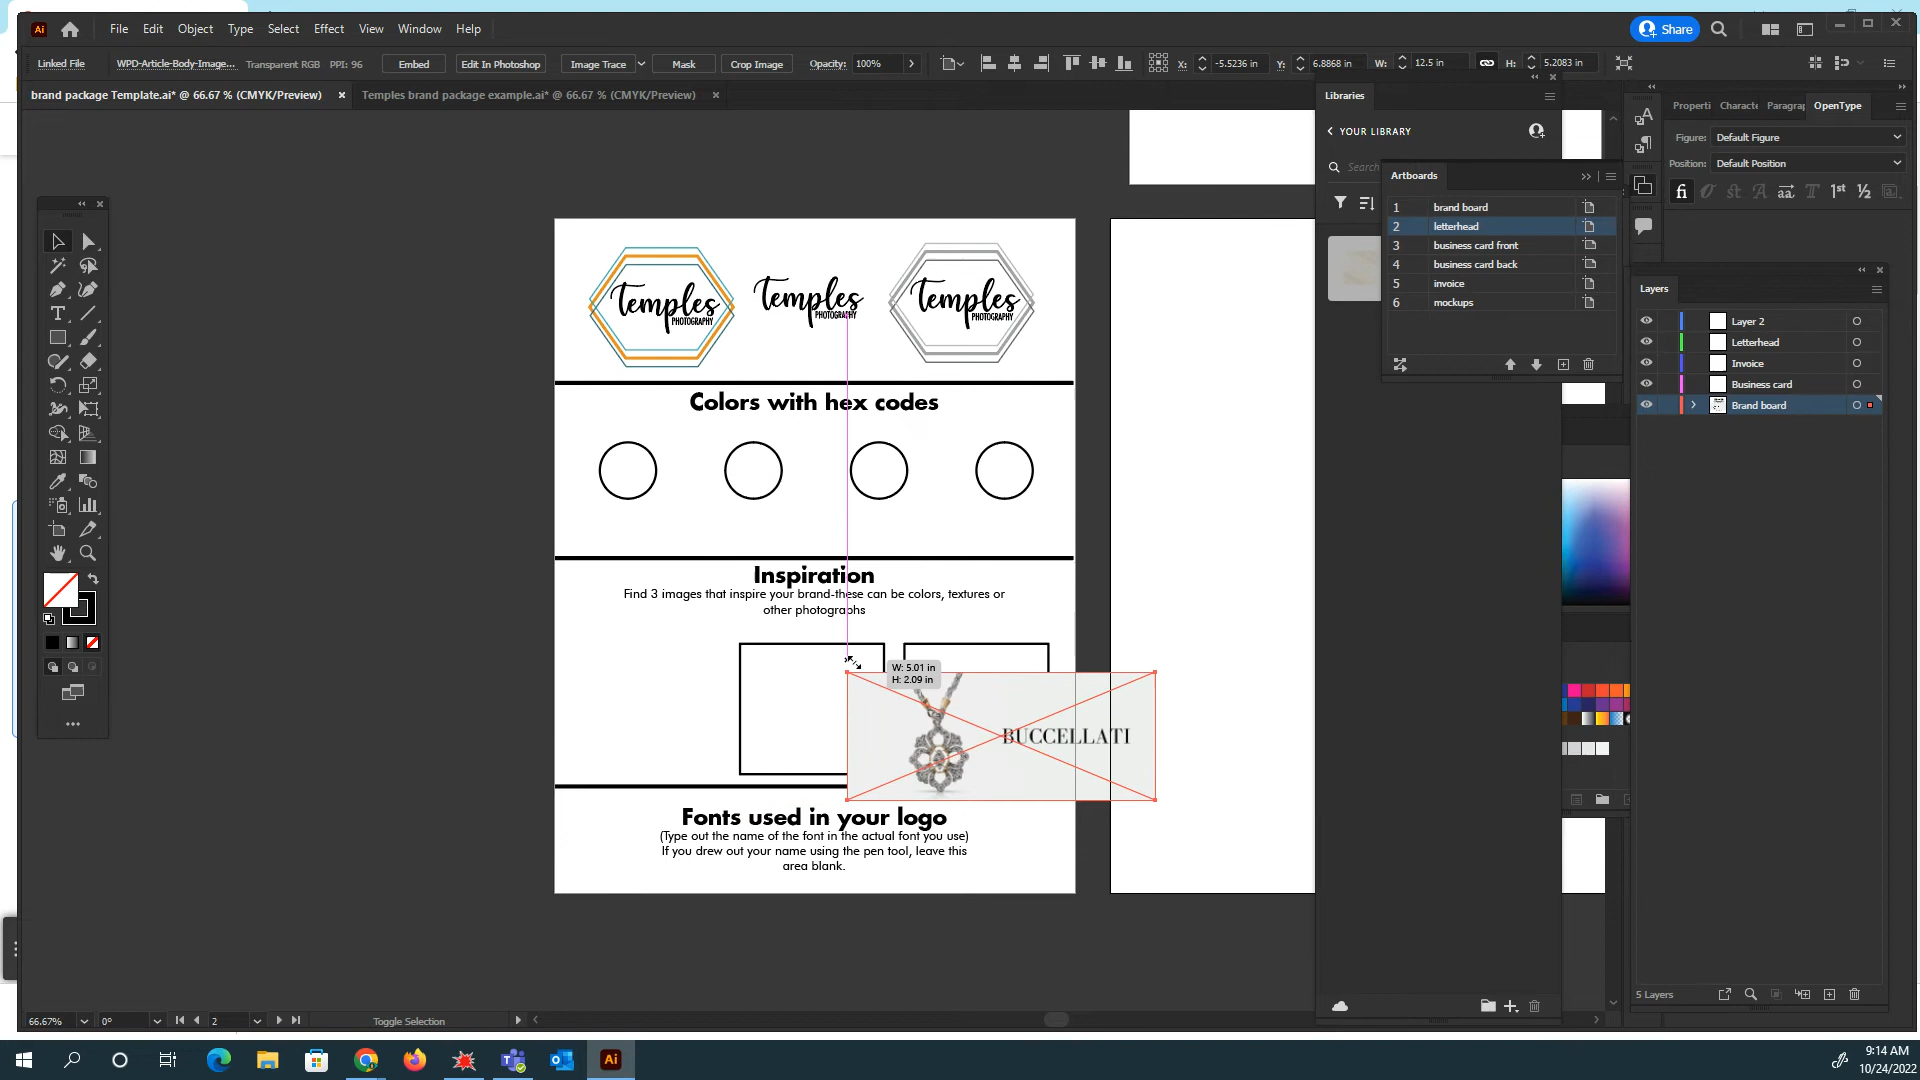 Ai
File Edit Object Type Select Effect View Window Help
Share
Linked File WPD-Article-Body-Image... Transparent RGB PPI: 96 Embed Edit In Photoshop Image Trace Mask Crop Image Opacity: 100% X: -5.5236 in Y: 6.8868 in W: 12.5 in H: 5.2083 in
brand package Template.ai* @ 66.67 % (CMYK/Preview) × Temples brand package example.ai* @ 66.67 % (CMYK/Preview) ×
Libraries
YOUR LIBRARY
Search
Artboards
1 brand board
2 letterhead
3 business card front
4 business card back
5 invoice
6 mockups
Properti Characte Paragrap OpenType
Figure: Default Figure
Position: Default Position
fi st A aa T 1st ½
Layers
Layer 2
Letterhead
Invoice
Business card
Brand board
5 Layers
Temples
PHOTOGRAPHY
Temples
PHOTOGRAPHY
Temples
PHOTOGRAPHY
Colors with hex codes
Inspiration
Find 3 images that inspire your brand-these can be colors, textures or
other photographs
W: 5.01 in
H: 2.09 in
BUCCELLATI
Fonts used in your logo
(Type out the name of the font in the actual font you use)
If you drew out your name using the pen tool, leave this
area blank.
66.67% 0° 2 Toggle Selection
Ai
9:14 AM
10/24/2022